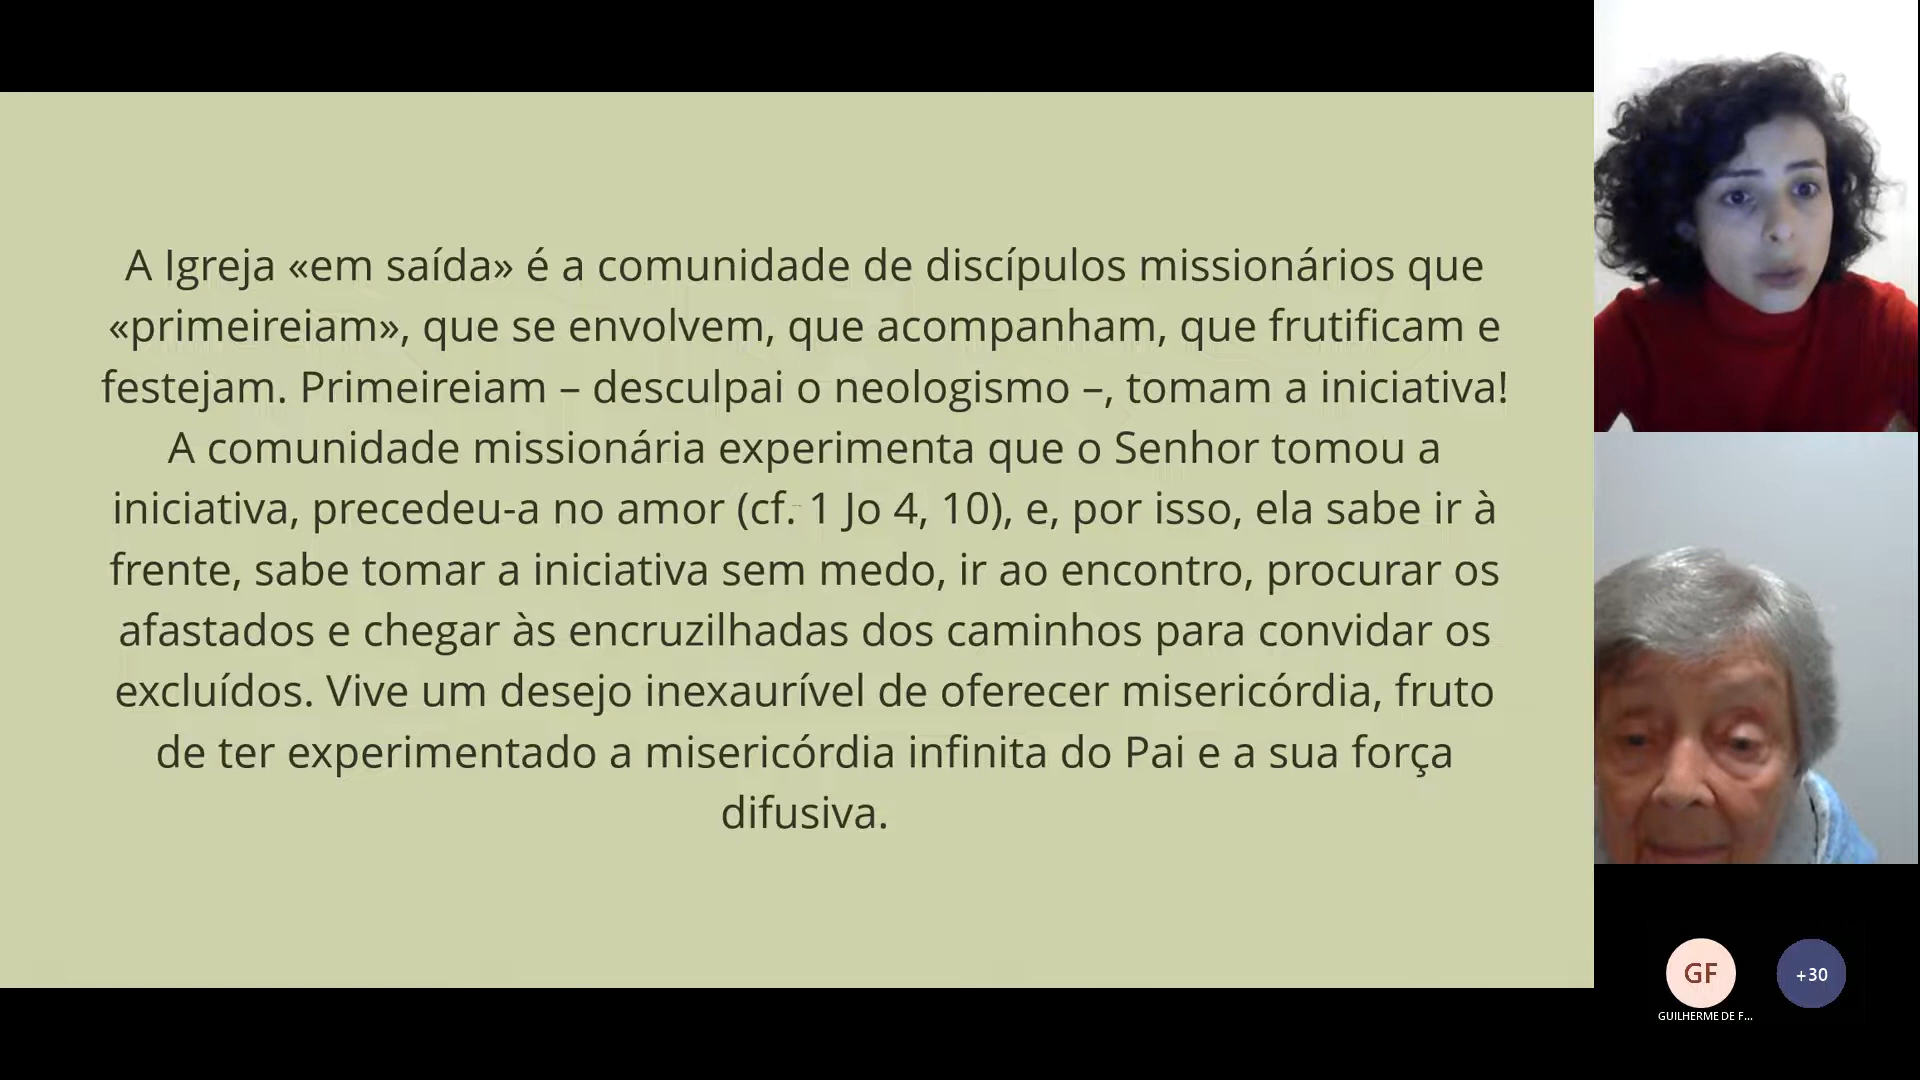 A Igreja «em saída» é a comunidade de discípulos missionários que
«primeireiam», que se envolvem, que acompanham, que frutificam e
festejam. Primeireiam – desculpai o neologismo –, tomam a iniciativa!
A comunidade missionária experimenta que o Senhor tomou a
iniciativa, precedeu-a no amor (cf. 1 Jo 4, 10), e, por isso, ela sabe ir à
frente, sabe tomar a iniciativa sem medo, ir ao encontro, procurar os
afastados e chegar às encruzilhadas dos caminhos para convidar os
excluídos. Vive um desejo inexaurível de oferecer misericórdia, fruto
de ter experimentado a misericórdia infinita do Pai e a sua força
difusiva.
GF
+30
GUILHERME DE F...